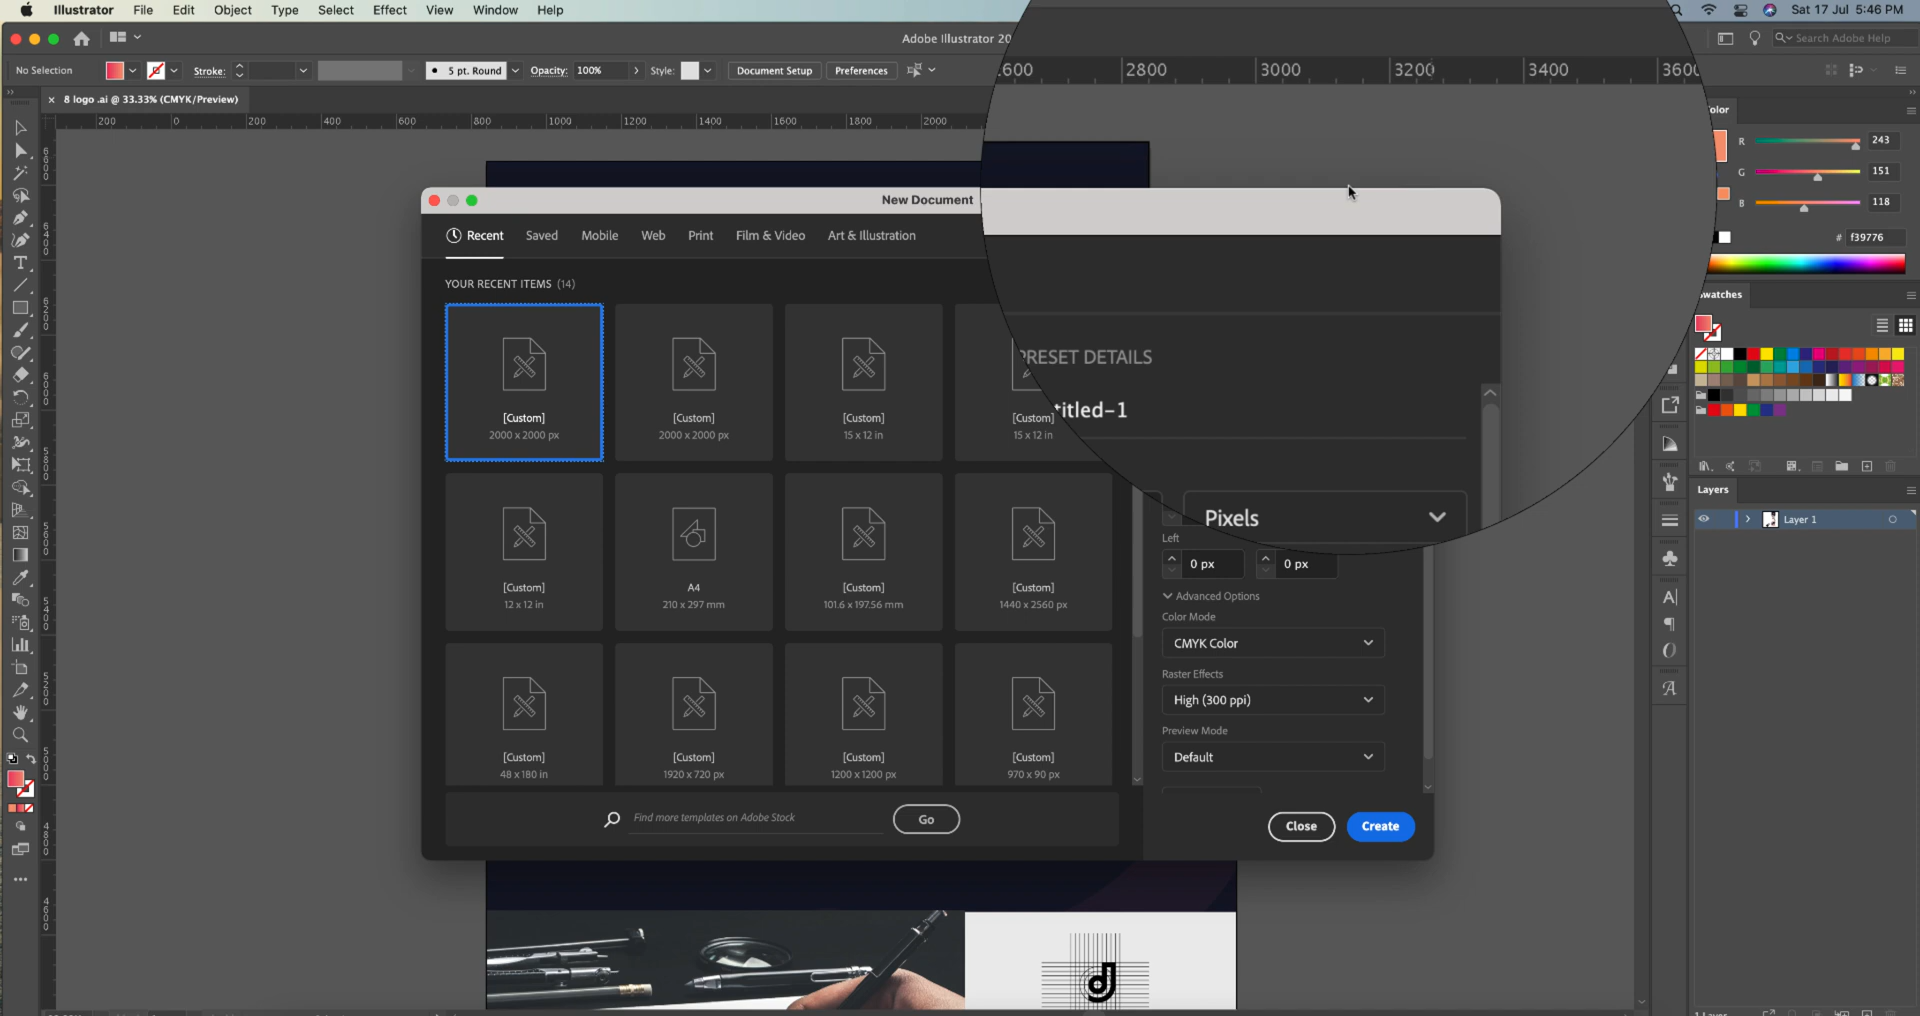 Illustrator File Edit Object Type Select Effect View Window Help
Sat 17 Jul 5:46 PM
Adobe Illustrator 20
Search Adobe Help
No Selection
Stroke:
5 pt. Round
Opacity: 100%
Style:
Document Setup
Preferences
× 8 logo .ai @ 33.33% (CMYK/Preview)
200 0 200 400 600 800 1000 1200 1400 1600 1800 2000
2800 3000 3200 3400
New Document
Recent Saved Mobile Web Print Film & Video Art & Illustration
YOUR RECENT ITEMS (14)
[Custom]
2000 x 2000 px
[Custom]
2000 x 2000 px
[Custom]
15 x 12 in
[Custom]
15 x 12 in
[Custom]
12 x 12 in
A4
210 x 297 mm
[Custom]
101.6 x 197.56 mm
[Custom]
1440 x 2560 px
[Custom]
48 x 180 in
[Custom]
1920 x 720 px
[Custom]
1200 x 1200 px
[Custom]
970 x 90 px
Find more templates on Adobe Stock
Go
PRESET DETAILS
titled-1
Pixels
Left
0 px
0 px
Advanced Options
Color Mode
CMYK Color
Raster Effects
High (300 ppi)
Preview Mode
Default
Close
Create
olor
R 243
G 151
B 118
# f39776
watches
Layers
Layer 1